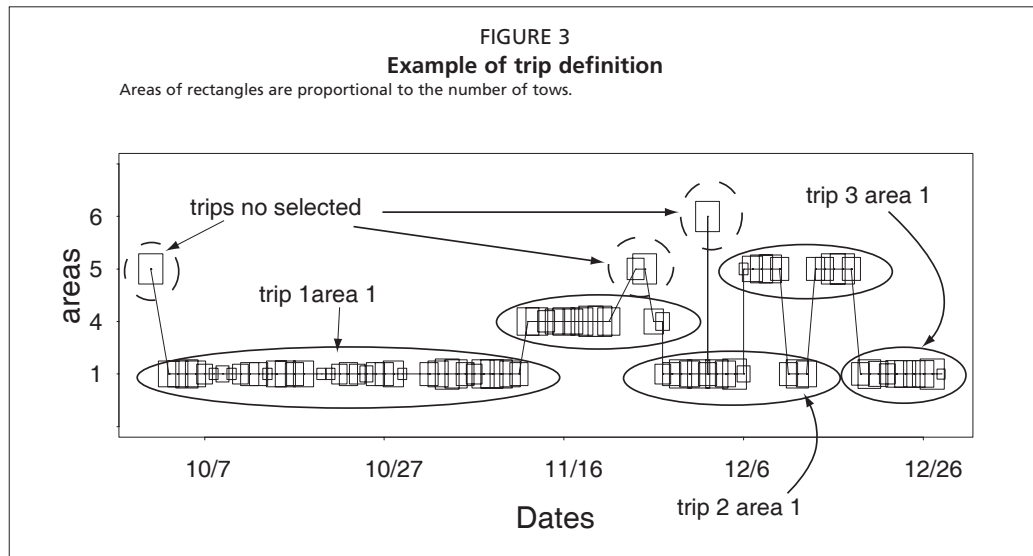 FIGURE 3
Example of trip definition
Areas of rectangles are proportional to the number of tows.
trips no selected
trip 3 area 1
trip 1area 1
areas
6
5
4
1
10/7 10/27 11/16 12/6 12/26
trip 2 area 1
Dates